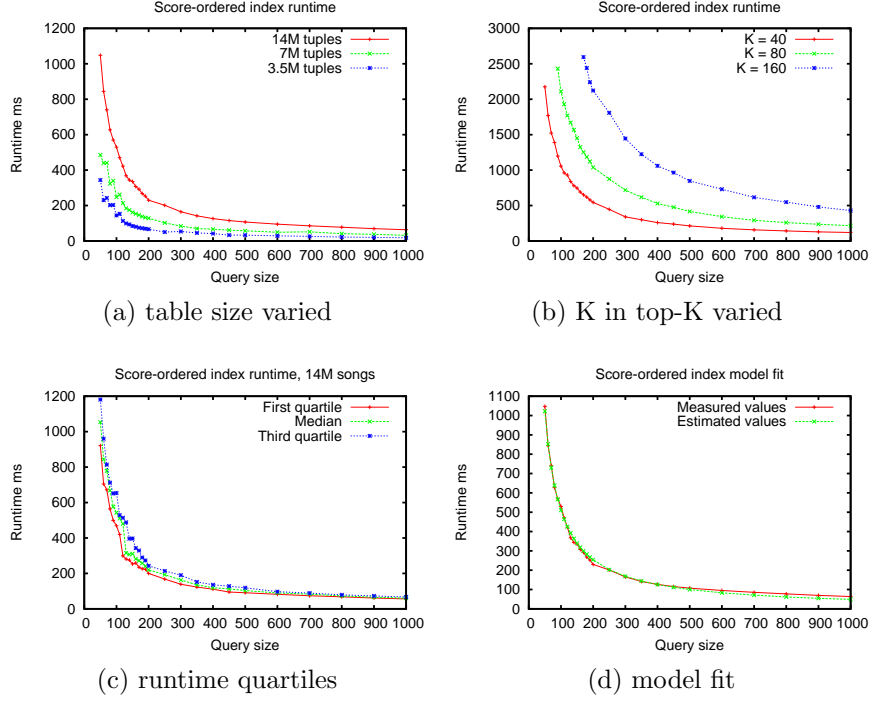 Score-ordered index runtime
1200
1000
800
600
400
200
0
Runtime ms
14M tuples
7M tuples
3.5M tuples
0 100 200 300 400 500 600 700 800 900 1000
Query size
(a) table size varied
Score-ordered index runtime
3000
2500
2000
1500
1000
500
0
Runtime ms
K = 40
K = 80
K = 160
0 100 200 300 400 500 600 700 800 900 1000
Query size
(b) K in top-K varied
Score-ordered index runtime, 14M songs
1200
1000
800
600
400
200
0
Runtime ms
First quartile
Median
Third quartile
0 100 200 300 400 500 600 700 800 900 1000
Query size
(c) runtime quartiles
Score-ordered index model fit
1100
1000
900
800
700
600
500
400
300
200
100
0
Runtime ms
Measured values
Estimated values
0 100 200 300 400 500 600 700 800 900 1000
Query size
(d) model fit